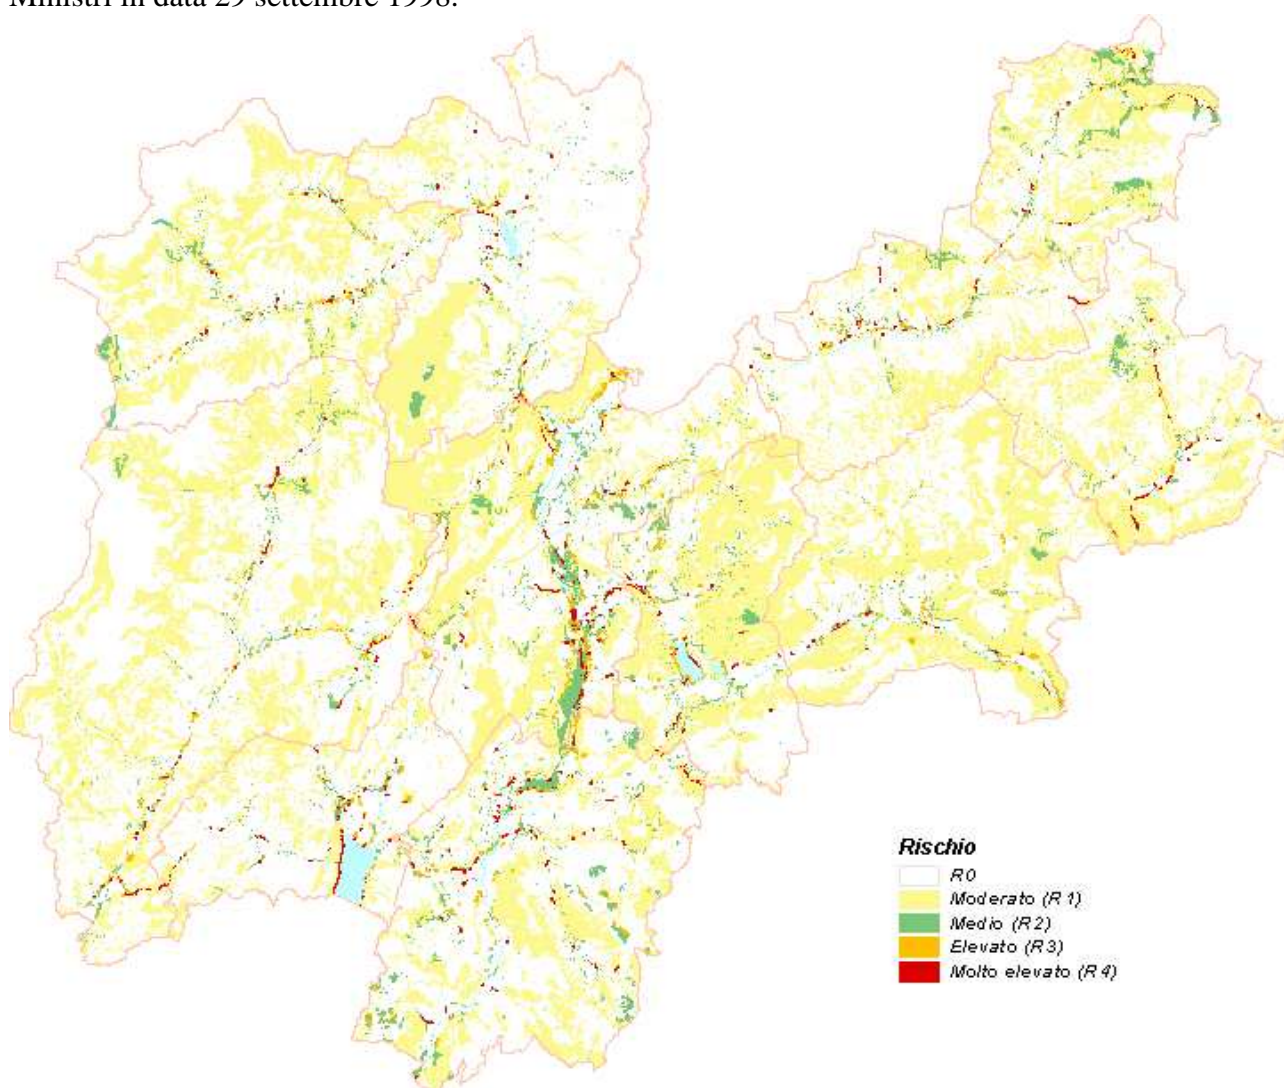 Ministri in data 29 settembre 1998.
Rischio
R0
Moderato (R1)
Medio (R2)
Elevato (R3)
Molto elevato (R4)